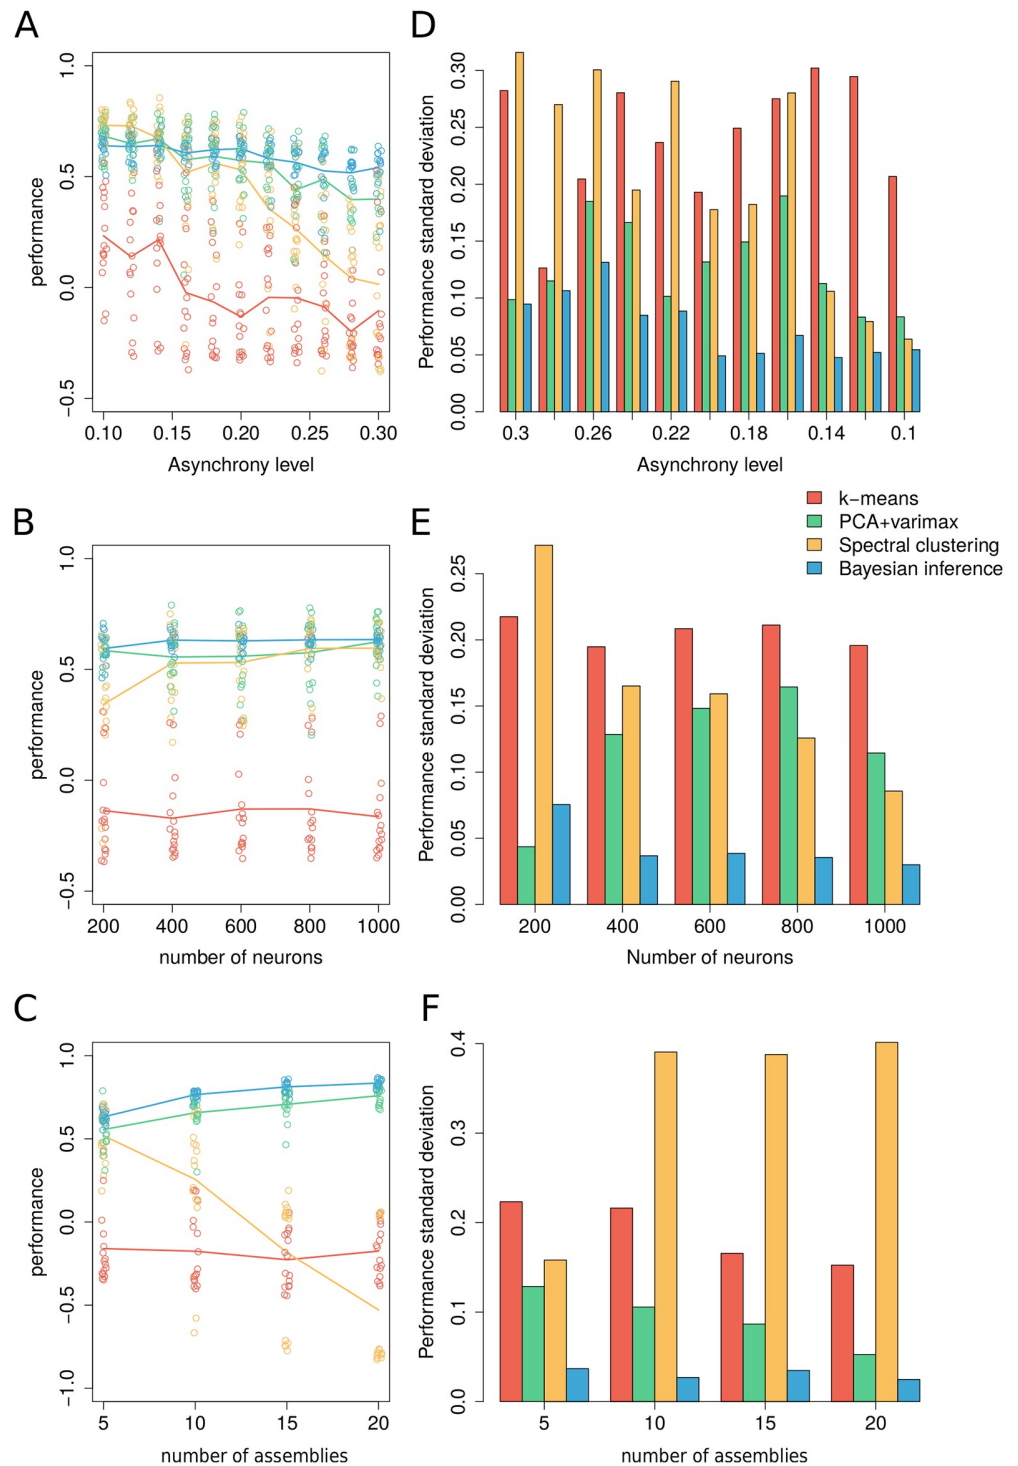 A
performance
1.0
0.5
0.0
−0.5
0.10 0.15 0.20 0.25 0.30
Asynchrony level
D
Performance standard deviation
0.30
0.25
0.20
0.15
0.10
0.05
0.00
0.3 0.26 0.22 0.18 0.14 0.1
Asynchrony level
k−means
PCA+varimax
Spectral clustering
Bayesian inference
B
performance
1.0
0.5
0.0
−0.5
200 400 600 800 1000
number of neurons
E
Performance standard deviation
0.25
0.20
0.15
0.10
0.05
0.00
200 400 600 800 1000
Number of neurons
C
performance
1.0
0.5
0.0
−0.5
−1.0
5 10 15 20
number of assemblies
F
Performance standard deviation
0.4
0.3
0.2
0.1
0.0
5 10 15 20
number of assemblies